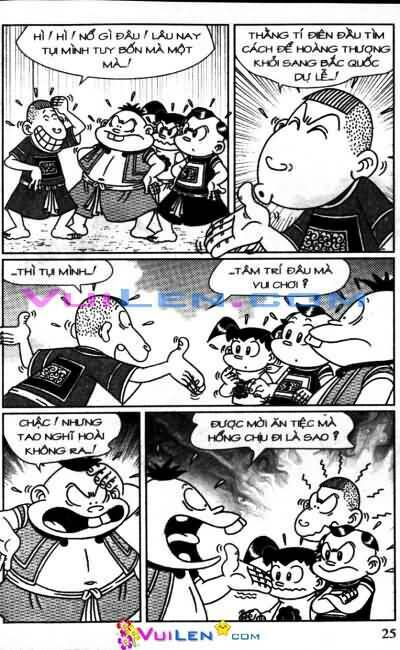 HÌ! HÌ! NỔ GÌ ĐÂU! LÂU NAY
TỤI MÌNH TUY BỐN MÀ MỘT
MÀ...!
THẰNG TÍ ĐIÊN ĐẦU TÌM
CÁCH ĐỂ HOÀNG THƯỢNG
KHỎI SANG BẮC QUỐC
DỰ LỄ...!
...THÌ TỤI MÌNH...!
...TÂM TRÍ ĐÂU MÀ
VUI CHƠI?
VUILEN.COM
CHẬC! NHƯNG
TAO NGHĨ HOÀI
KHÔNG RA...!
ĐƯỢC MỜI ĂN TIỆC MÀ
HỔNG CHỊU ĐI LÀ SAO?
25
VUILEN.COM